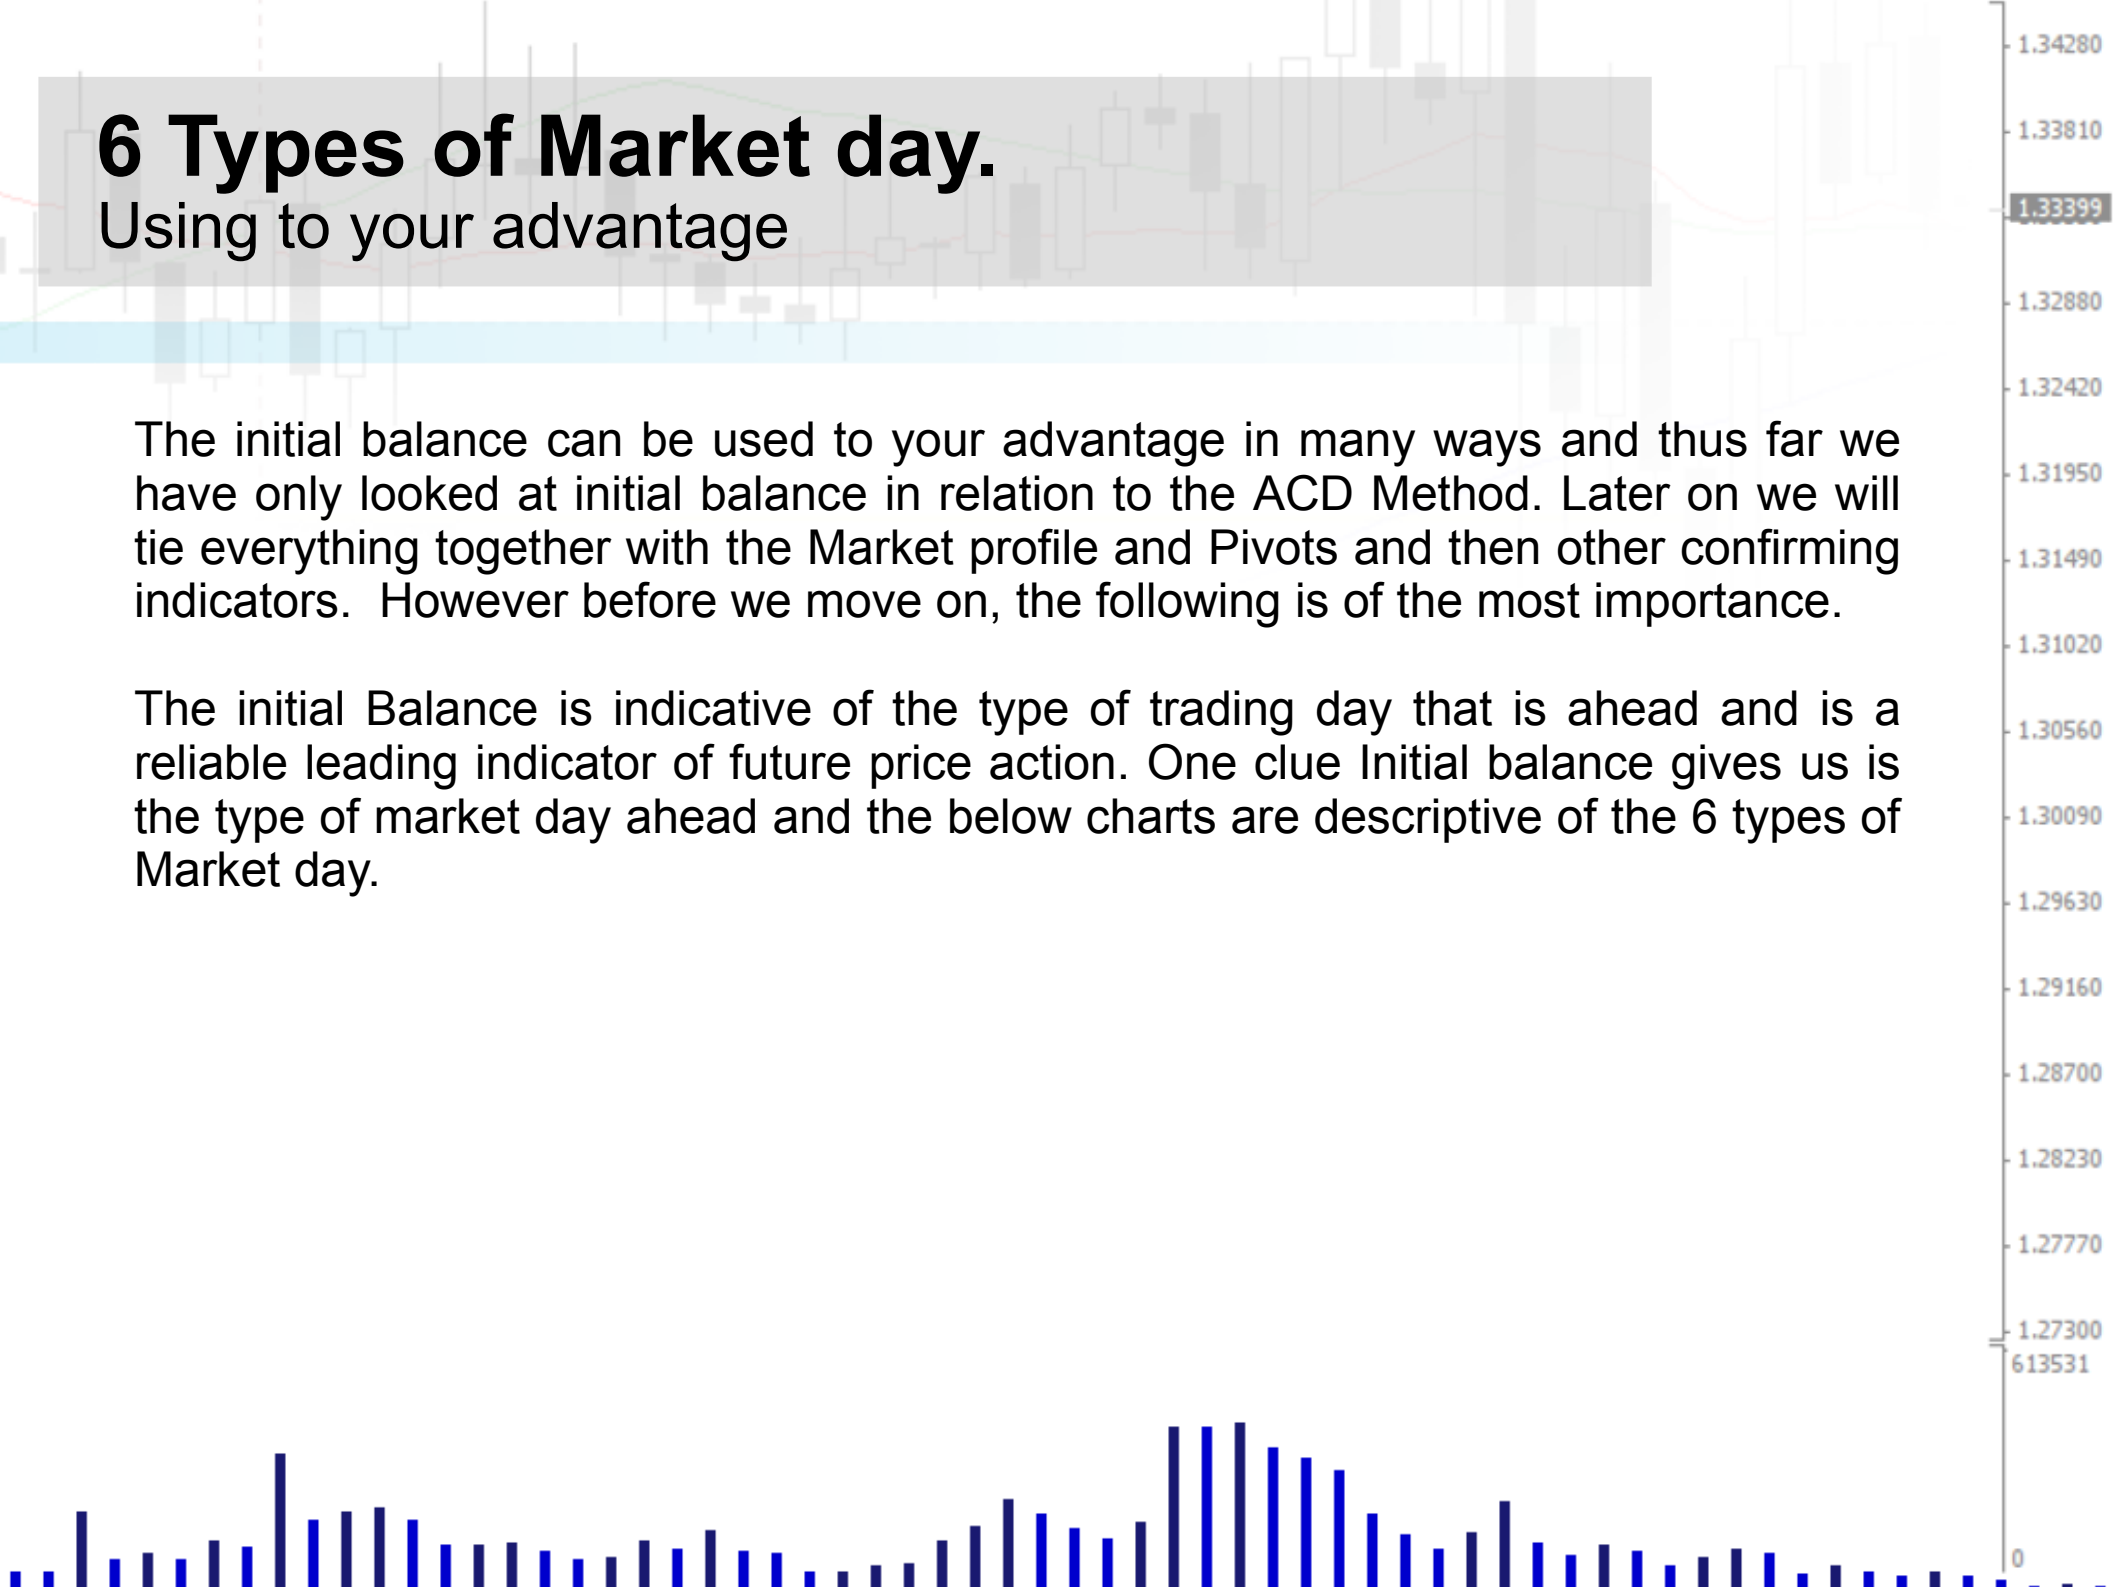 6 Types of Market day.
Using to your advantage
The initial balance can be used to your advantage in many ways and thus far we
have only looked at initial balance in relation to the ACD Method. Later on we will
tie everything together with the Market profile and Pivots and then other confirming
indicators.  However before we move on, the following is of the most importance.
The initial Balance is indicative of the type of trading day that is ahead and is a
reliable leading indicator of future price action. One clue Initial balance gives us is
the type of market day ahead and the below charts are descriptive of the 6 types of
Market day.
1.34280
1.33810
1.33399
1.32880
1.32420
1.31950
1.31490
1.31020
1.30560
1.30090
1.29630
1.29160
1.28700
1.28230
1.27770
1.27300
613531
0